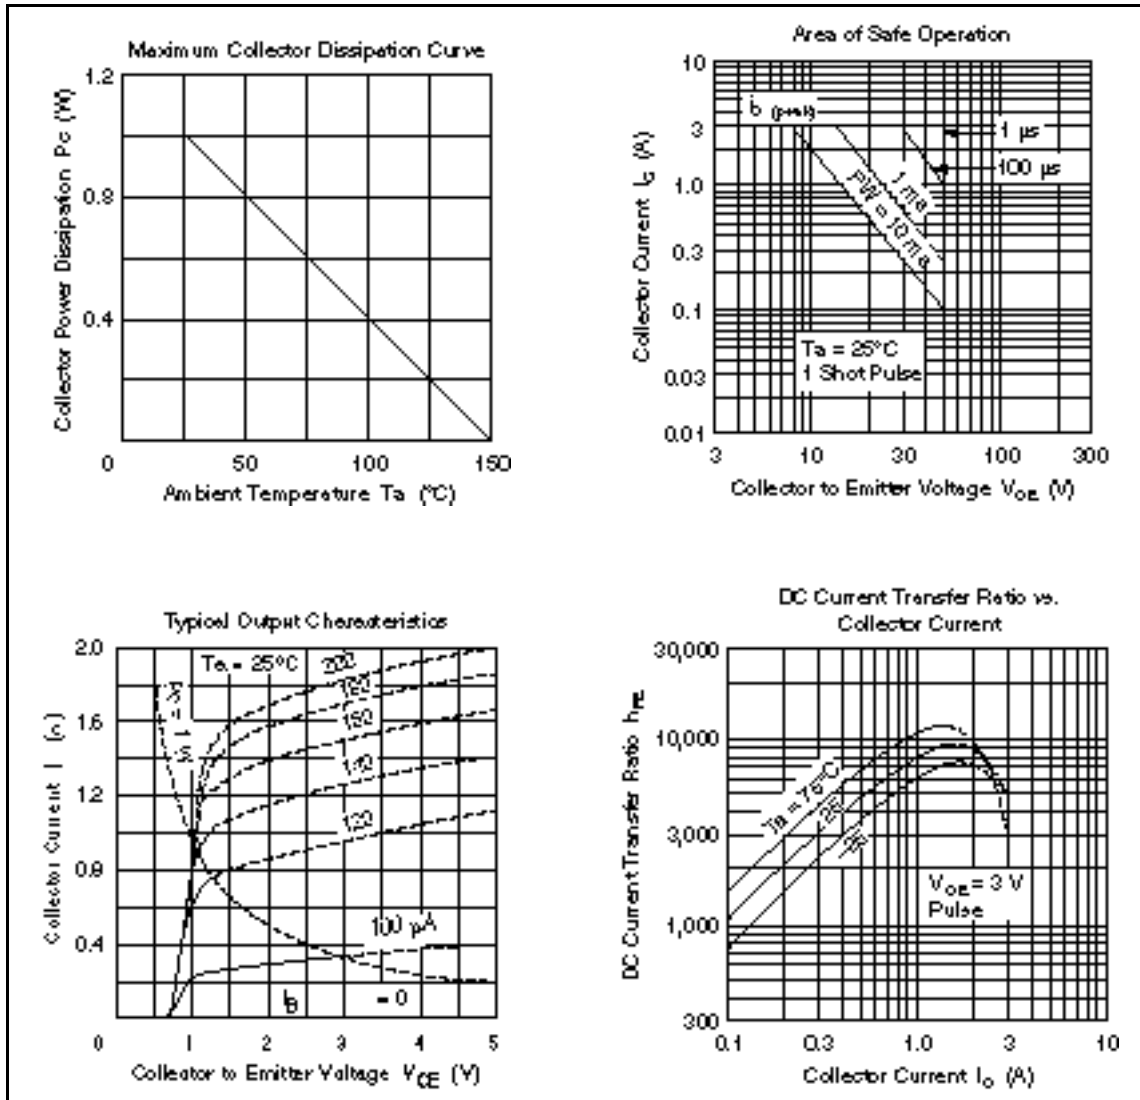 Maximum Collector Dissipation Curve
Collector Power Dissipation Pc (W)
1.2
0.8
0.4
0
50
100
150
Ambient Temperature Ta (°C)
Area of Safe Operation
Collector Current IC (A)
10
3
1.0
0.3
0.1
0.03
0.01
(peak)
1 µs
100 µs
1 ms
PW = 10 ms
Ta = 25°C
1 Shot Pulse
3
10
30
100
300
Collector to Emitter Voltage VCE (V)
Typical Output Characteristics
Collector Current
2.0
1.6
1.2
0.8
0.4
Ta = 25°C
200
160
140
120
100 µA
IB = 0
0
1
2
3
4
5
Collector to Emitter Voltage VCE (V)
DC Current Transfer Ratio vs.
Collector Current
DC Current Transfer Ratio hFE
30,000
10,000
3,000
1,000
300
Ta = 75°C
25
VCE = 3 V
Pulse
0.1
0.3
1.0
3
10
Collector Current IC (A)